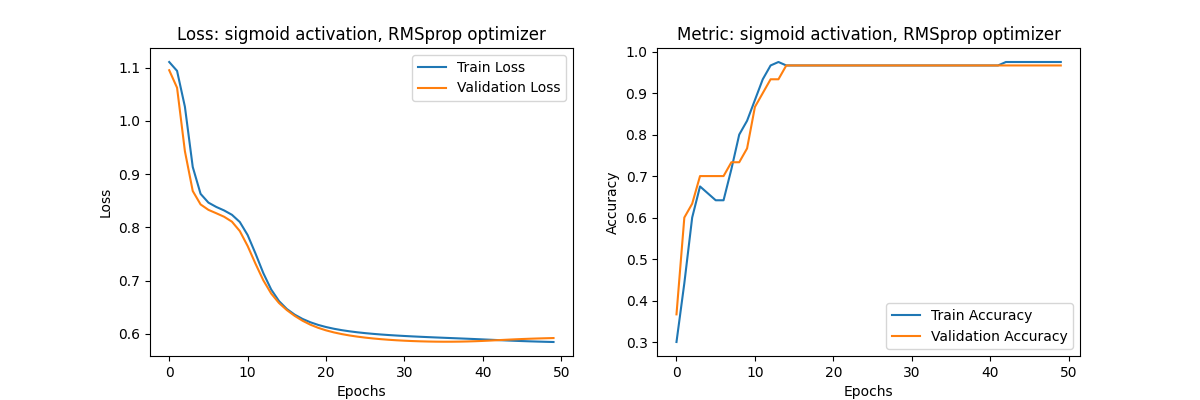 Loss: sigmoid activation, RMSprop optimizer
Train Loss
Validation Loss
1.1
1.0
0.9
0.8
0.7
0.6
Loss
0
10
20
30
40
50
Epochs
Metric: sigmoid activation, RMSprop optimizer
1.0
0.9
0.8
0.7
0.6
0.5
0.4
0.3
Accuracy
Train Accuracy
Validation Accuracy
0
10
20
30
40
50
Epochs